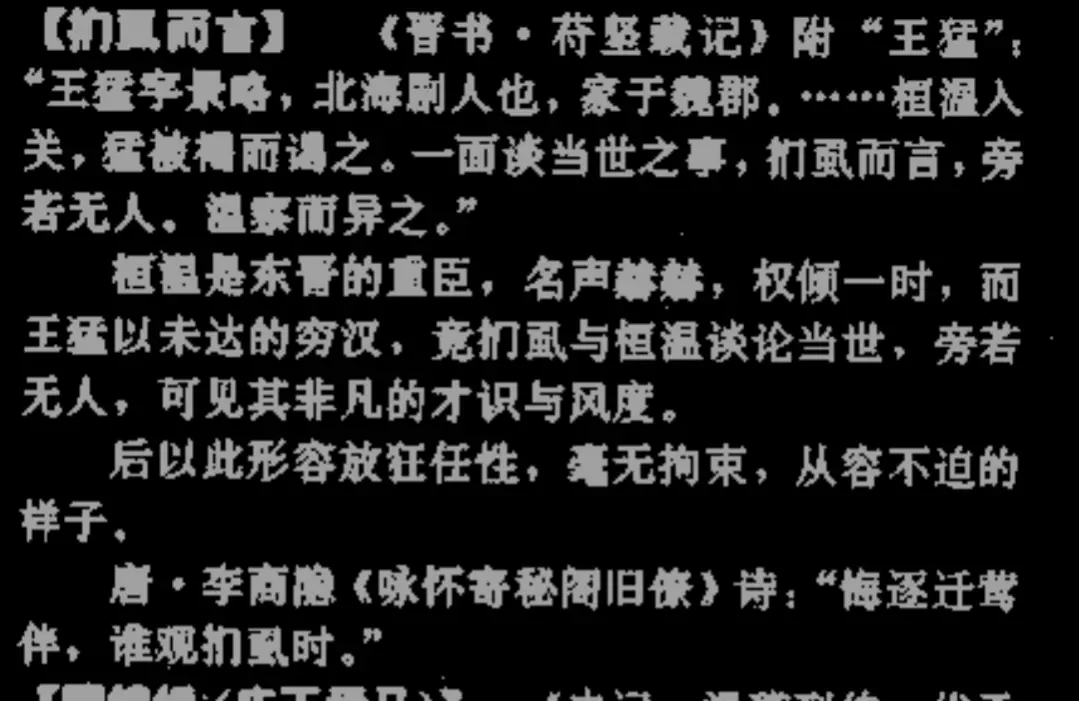 【扪虱而言】 《晋书·苻坚载记》附“王猛”：
“王猛字景略，北海剧人也，家于魏郡。……桓温入
关，猛被褐而谒之。一面谈当世之事，扪虱而言，旁
若无人。温察而异之。”
桓温是东晋的重臣，名声赫赫，权倾一时，而
王猛以未达的穷汉，竟扪虱与桓温谈论当世，旁若
无人，可见其非凡的才识与风度。
后以此形容放狂任性，毫无拘束，从容不迫的
样子。
唐·李商隐《咏怀寄秘阁旧僚》诗：“悔逐迁莺
伴，谁观扪虱时。”